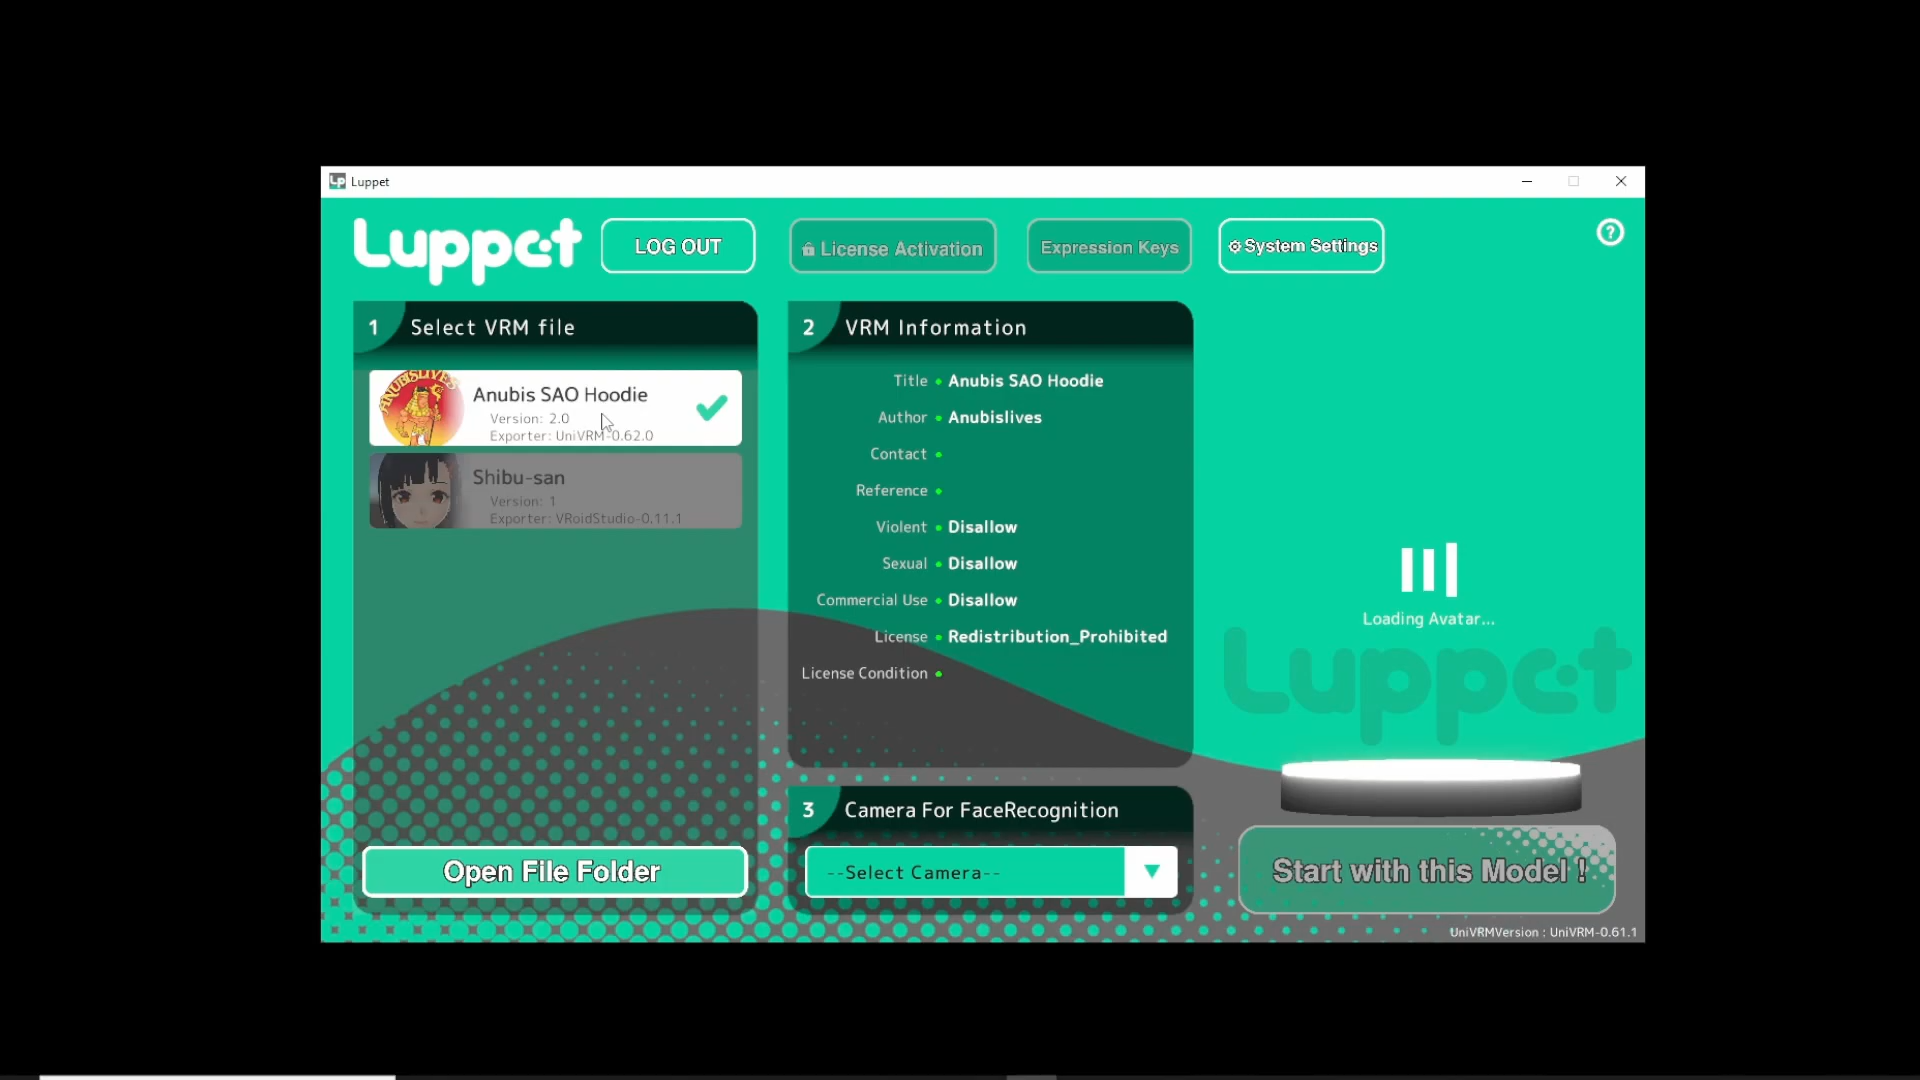 Luppet
Luppet
LOG OUT
License Activation
Expression Keys
System Settings
?
1 Select VRM file
ANUBISLIVES
Anubis SAO Hoodie
Version: 2.0
Exporter: UniVRM-0.62.0
Shibu-san
Version: 1
Exporter: VRoidStudio-0.11.1
Open File Folder
2 VRM Information
Title • Anubis SAO Hoodie
Author • Anubislives
Contact •
Reference •
Violent • Disallow
Sexual • Disallow
Commercial Use • Disallow
License • Redistribution_Prohibited
License Condition •
3 Camera For FaceRecognition
--Select Camera--
Loading Avatar...
Luppet
Start with this Model !
UniVRMVersion : UniVRM-0.61.1